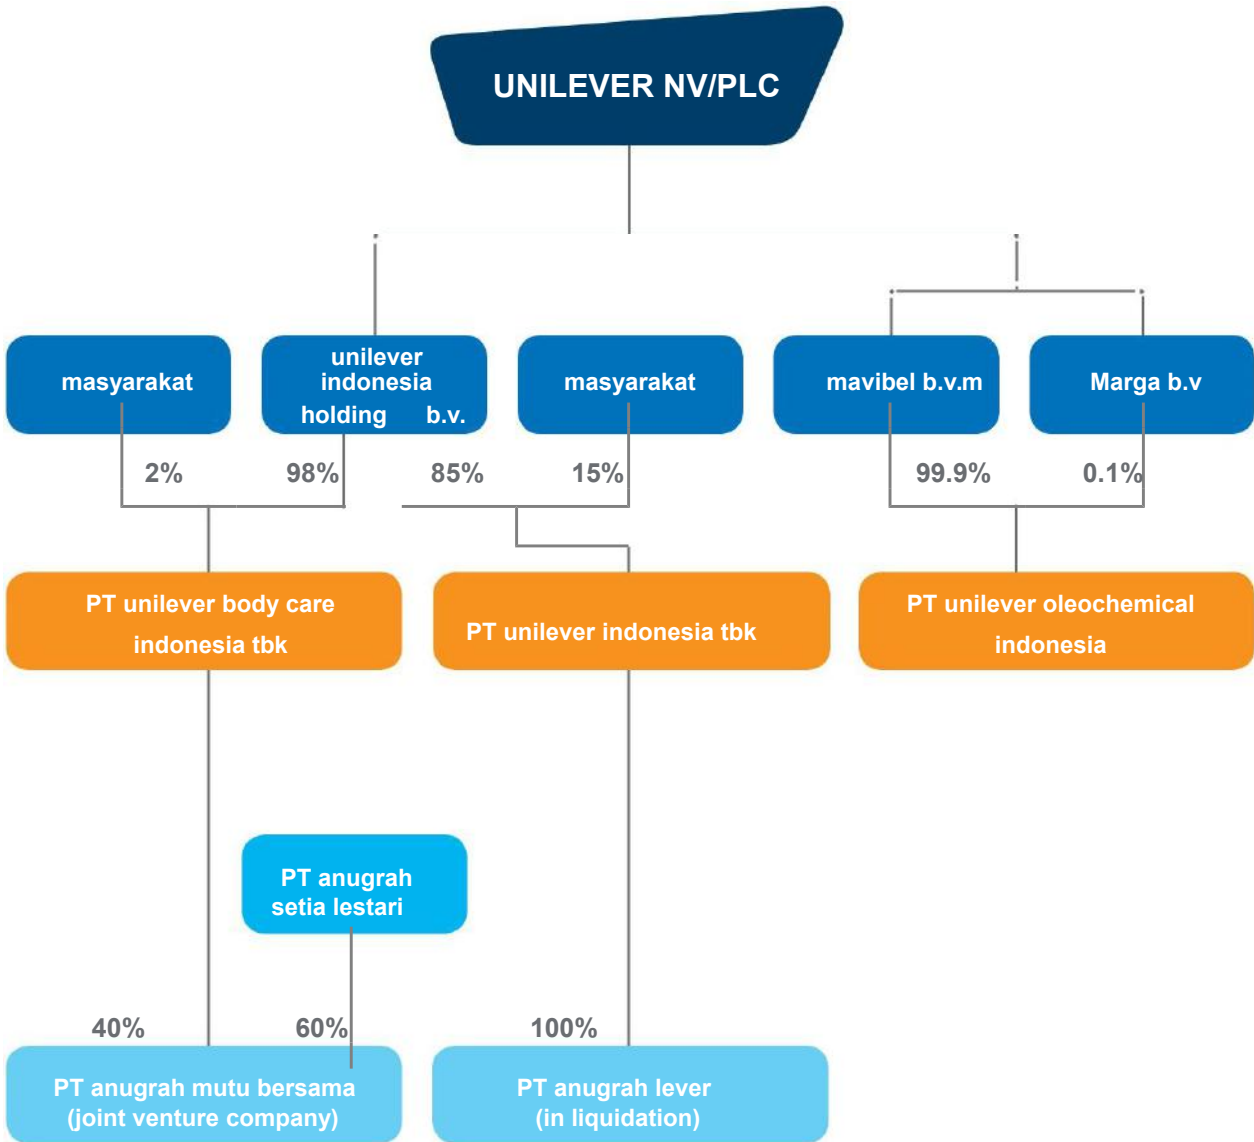 UNILEVER NV/PLC
masyarakat
unilever
indonesia
holding b.v.
masyarakat
mavibel b.v.m
Marga b.v
2%
98%
85%
15%
99.9%
0.1%
PT unilever body care
indonesia tbk
PT unilever indonesia tbk
PT unilever oleochemical
indonesia
PT anugrah
setia lestari
40%
60%
100%
PT anugrah mutu bersama
(joint venture company)
PT anugrah lever
(in liquidation)